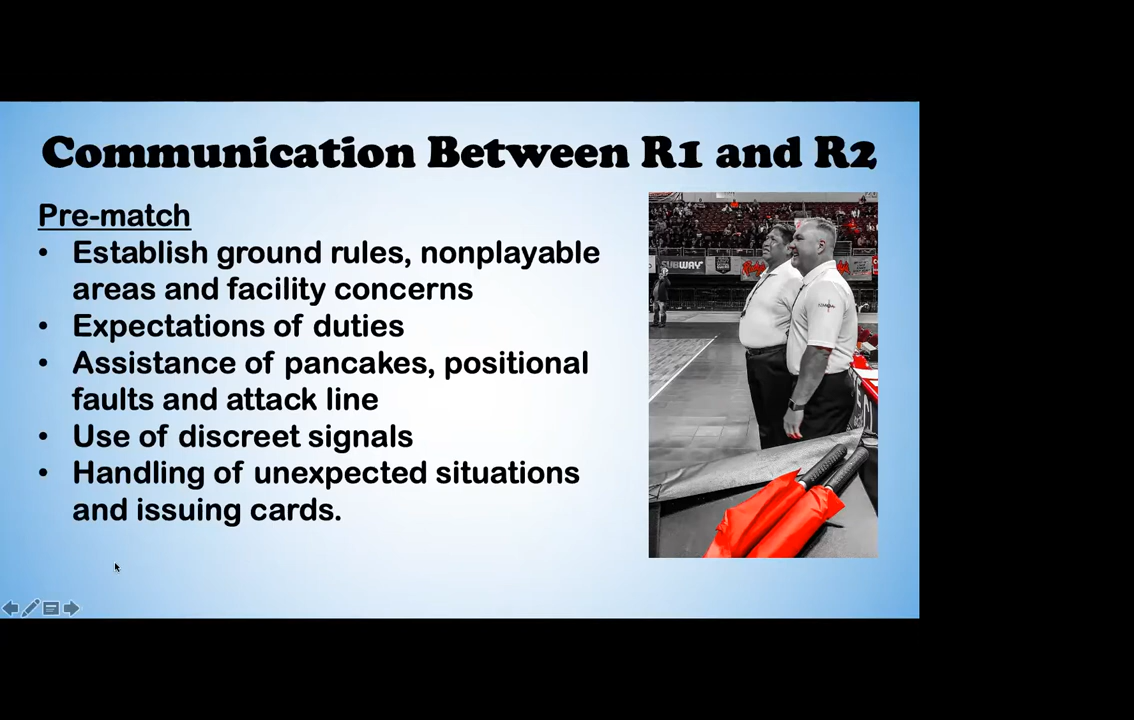 Communication Between R1 and R2
Pre-match
• Establish ground rules, nonplayable
areas and facility concerns
• Expectations of duties
• Assistance of pancakes, positional
faults and attack line
• Use of discreet signals
• Handling of unexpected situations
and issuing cards.
SUBWAY